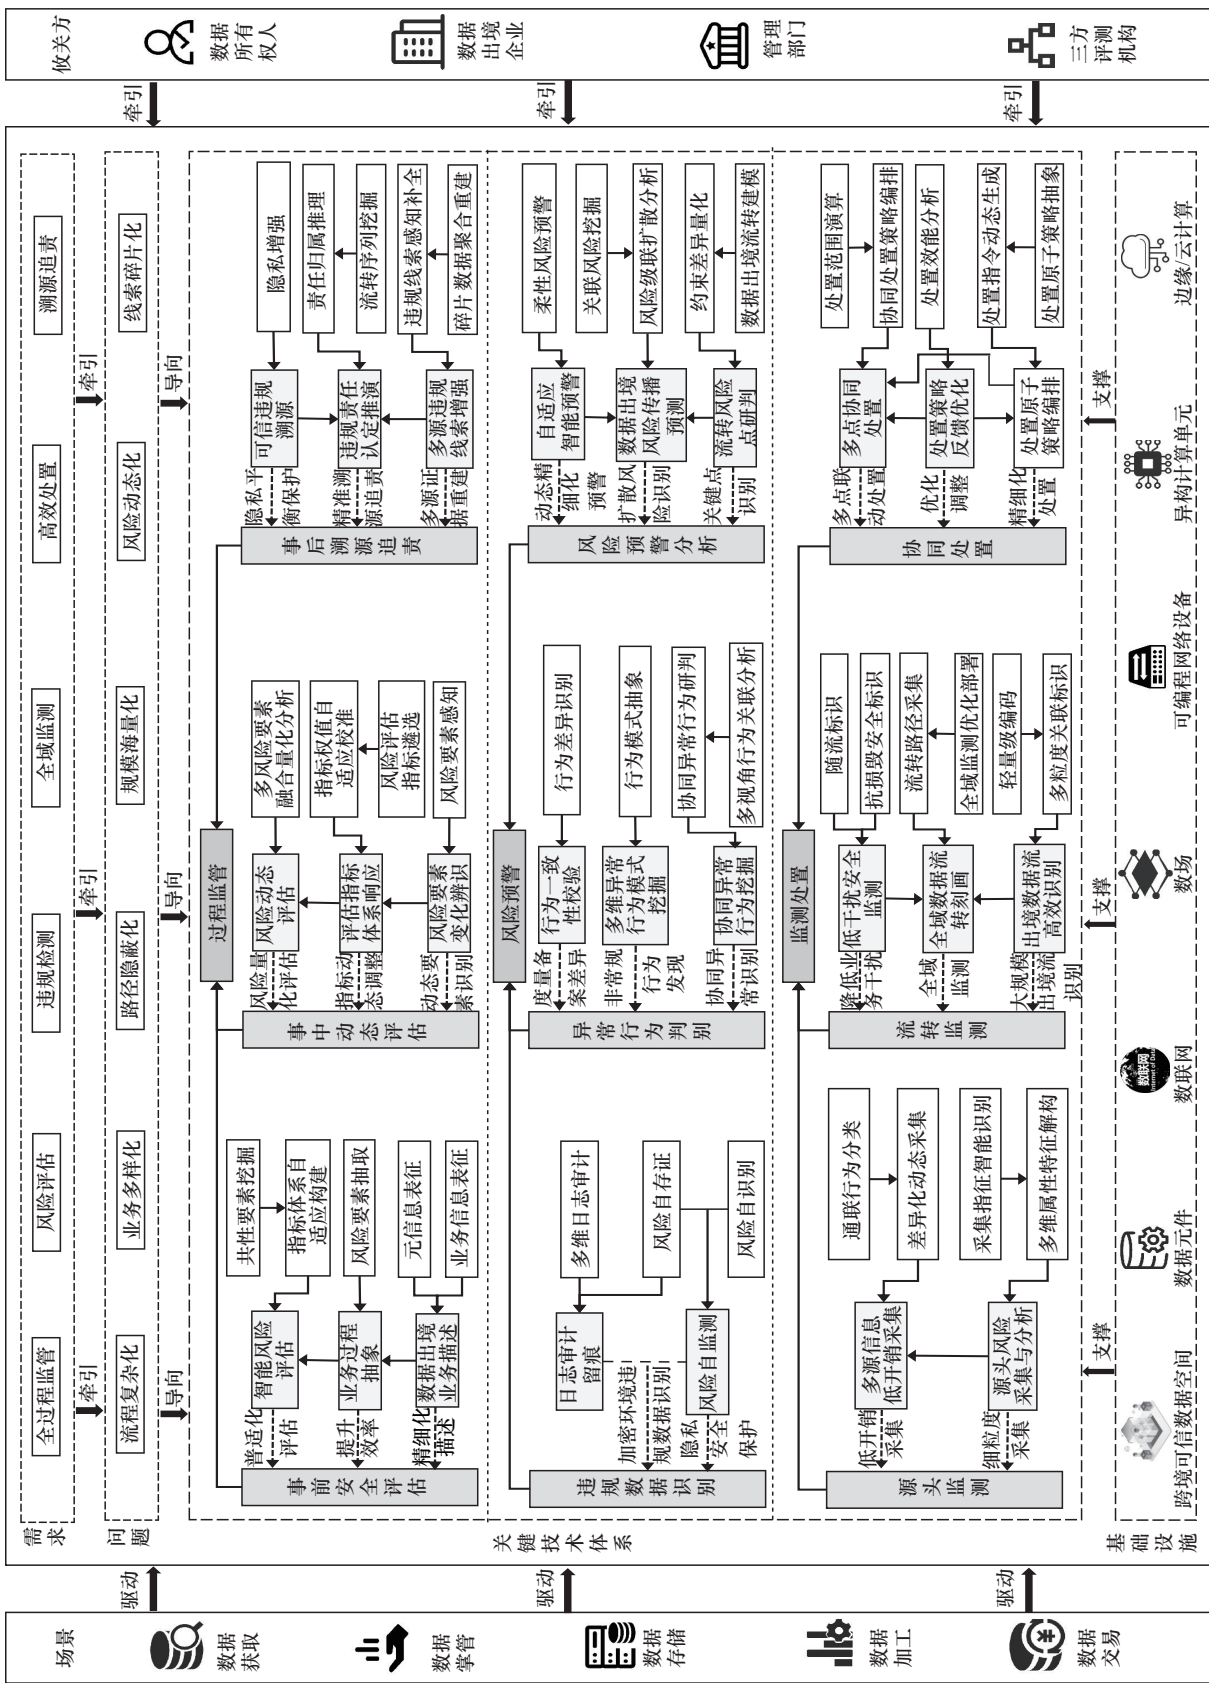 场景
数据
获取
数据
掌管
数据
存储
数据
加工
数据
交易
驱动
驱动
驱动
需求
全过程监管
风险评估
违规检测
全域监测
高效处置
溯源追责
牵引
牵引
牵引
问题
流程复杂化
业务多样化
路径隐蔽化
规模海量化
风险动态化
线索碎片化
导向
导向
导向
关键技术体系
过程监管
事前安全评估
普适化
评估
提升
效率
精细化
描述
智能风险
评估
业务过程
抽象
数据出境
业务描述
共性要素挖掘
指标体系自
适应构建
风险要素抽取
元信息表征
业务信息表征
事中动态评估
风险量
化评估
指标动
态调整
动态要
素识别
风险动态
评估
评估指标
体系响应
风险要素
变化辨识
多风险要素
融合量化分析
指标权值自
适应校准
风险评估
指标遴选
风险要素感知
事后溯源追责
隐私平
衡保护
精准溯
源追责
多源证
据重建
可信违规
溯源
违规责任
认定推演
多源违规
线索增强
隐私增强
责任归属推理
流转序列挖掘
违规线索感知补全
碎片数据聚合重建
风险预警
违规数据识别
加密环境违
规数据识别
隐私
安全
保护
日志审计
留痕
风险自监测
多维日志审计
风险自存证
风险自识别
异常行为判别
度量备
案差异
非常规
行为
发现
协同异
常识别
行为一致
性校验
多维异常
行为模式
挖掘
协同异常
行为挖掘
行为差异识别
行为模式抽象
协同异常行为研判
多视角行为关联分析
风险预警分析
动态精
细化
预警
扩散风
险识别
关键点
识别
自适应
智能预警
数据出境
风险传播
预测
流转风险
点研判
柔性风险预警
关联风险挖掘
风险级联扩散分析
约束差异量化
数据出境流转建模
监测处置
源头监测
低开销
采集
细粒度
采集
多源信息
低开销采集
源头风险
采集与分析
通联行为分类
差异化动态采集
采集指征智能识别
多维属性特征解构
流转监测
降低业
务干扰
全域
监测
大规模
出境流
识别
低干扰安全
监测
全域数据流
转刻画
出境数据流
高效识别
随流标识
抗损毁安全标识
流转路径采集
全域监测优化部署
轻量级编码
多粒度关联标识
协同处置
多点联
动处置
优化
调整
精细化
处置
多点协同
处置
处置策略
反馈优化
处置原子
策略编排
处置范围演算
协同处置策略编排
处置效能分析
处置指令动态生成
处置原子策略抽象
支撑
支撑
支撑
基础设施
跨境可信数据空间
数据元件
数联网
Internet of Data
数联网
数场
可编程网络设备
异构计算单元
边缘/云计算
牵引
牵引
牵引
攸关方
数据
所有
权人
数据
出境
企业
管理
部门
三方
评测
机构